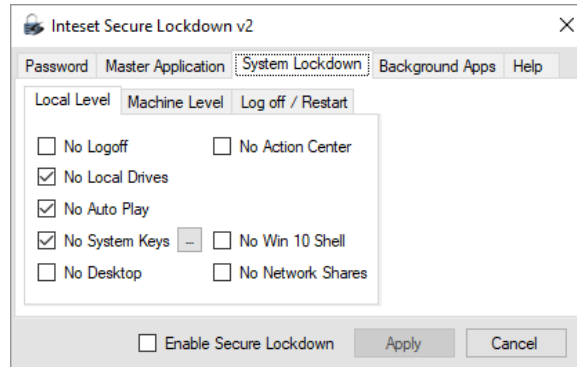 Inteset Secure Lockdown v2
Password Master Application System Lockdown Background Apps Help
Local Level Machine Level Log off / Restart
No Logoff No Action Center
No Local Drives
No Auto Play
No System Keys ... No Win 10 Shell
No Desktop No Network Shares
Enable Secure Lockdown Apply Cancel